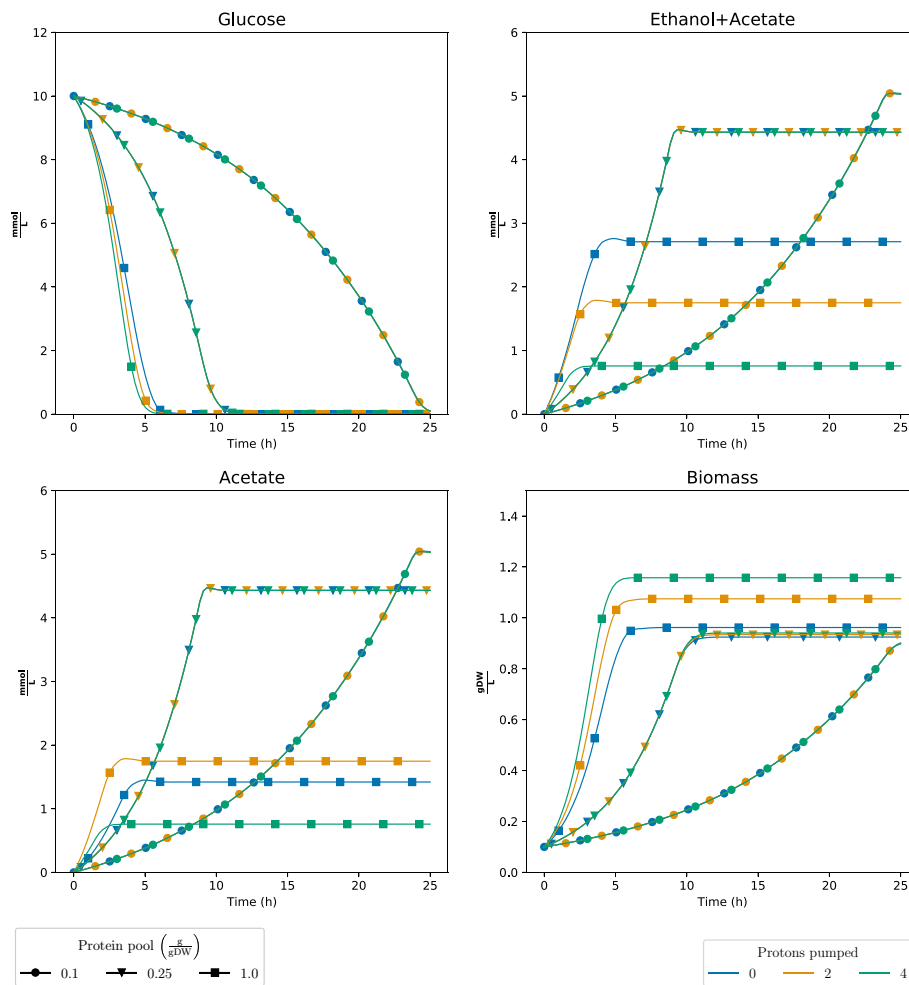 Glucose
12
10
8
6
4
2
0
mmol
L
0 5 10 15 20 25
Time (h)
Ethanol+Acetate
6
5
4
3
2
1
0
mmol
L
0 5 10 15 20 25
Time (h)
Acetate
6
5
4
3
2
1
0
mmol
L
0 5 10 15 20 25
Time (h)
Biomass
1.4
1.2
1.0
0.8
0.6
0.4
0.2
0.0
gDW
L
0 5 10 15 20 25
Time (h)
Protein pool (g/gDW)
0.1 0.25 1.0
Protons pumped
0 2 4